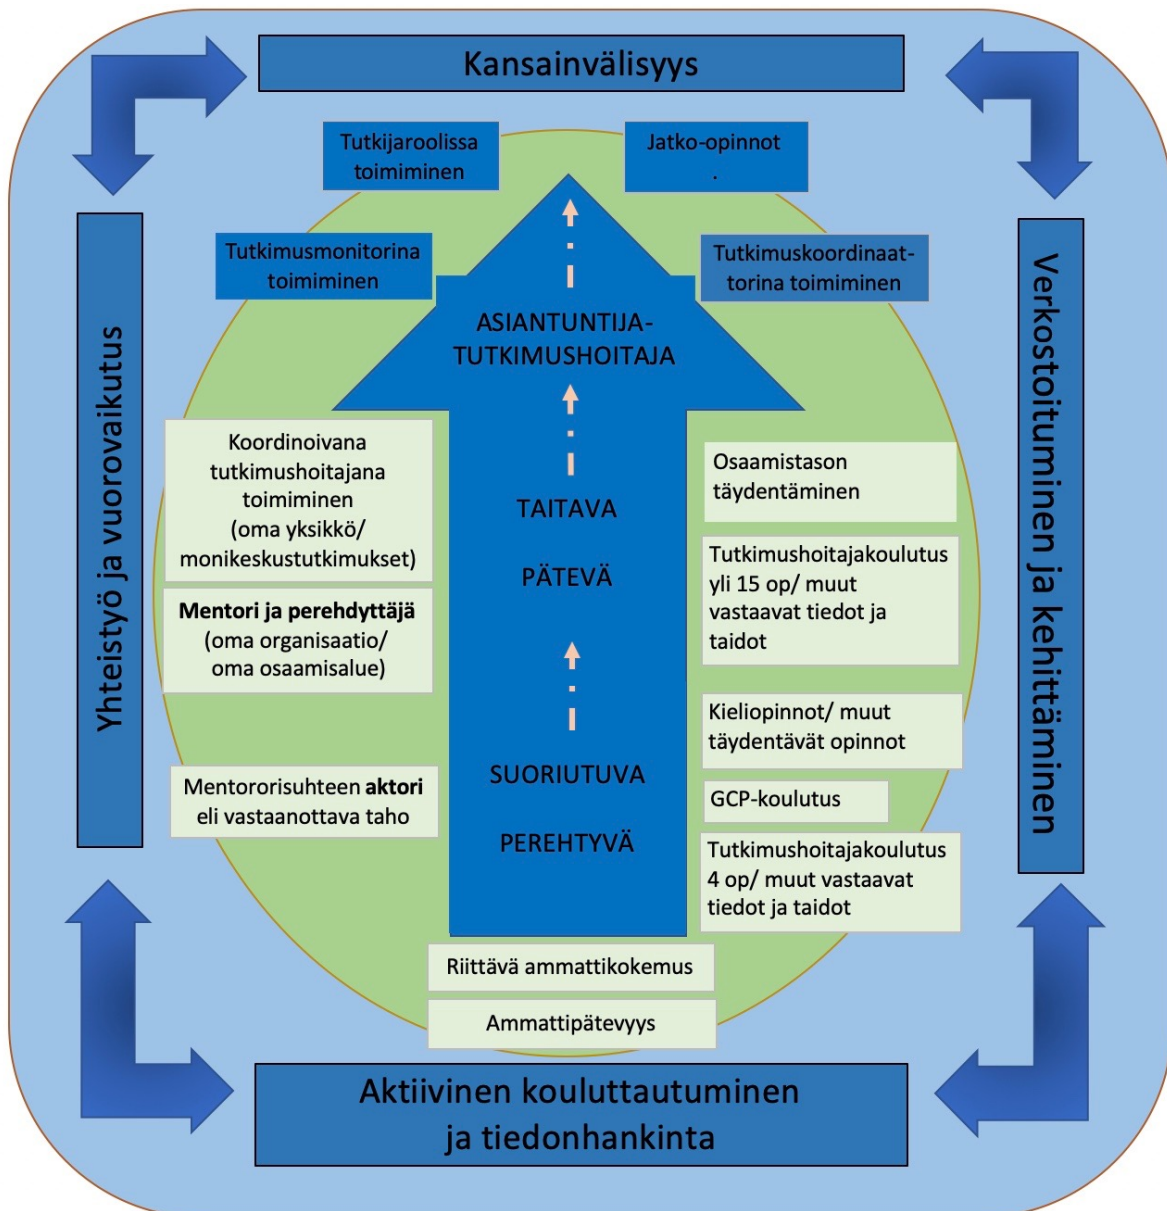 Kansainvälisyys
Tutkijaroolissa
toimiminen
Jatko-opinnot
.
Tutkimusmonitorina
toimiminen
Tutkimuskoordinaat-
torina toimiminen
Yhteistyö ja vuorovaikutus
Verkostoituminen ja kehittäminen
ASIANTUNTIJA-
TUTKIMUSHOITAJA
Koordinoivana
tutkimushoitajana
toimiminen
(oma yksikkö/
monikeskustutkimukset)
Osaamistason
täydentäminen
TAITAVA
PÄTEVÄ
Tutkimushoitajakoulutus
yli 15 op/ muut
vastaavat tiedot ja
taidot
Mentori ja perehdyttäjä
(oma organisaatio/
oma osaamisalue)
Kieliopinnot/ muut
täydentävät opinnot
SUORIUTUVA
Mentororisuhteen aktori
eli vastaanottava taho
GCP-koulutus
PEREHTYVÄ
Tutkimushoitajakoulutus
4 op/ muut vastaavat
tiedot ja taidot
Riittävä ammattikokemus
Ammattipätevyys
Aktiivinen kouluttautuminen
ja tiedonhankinta